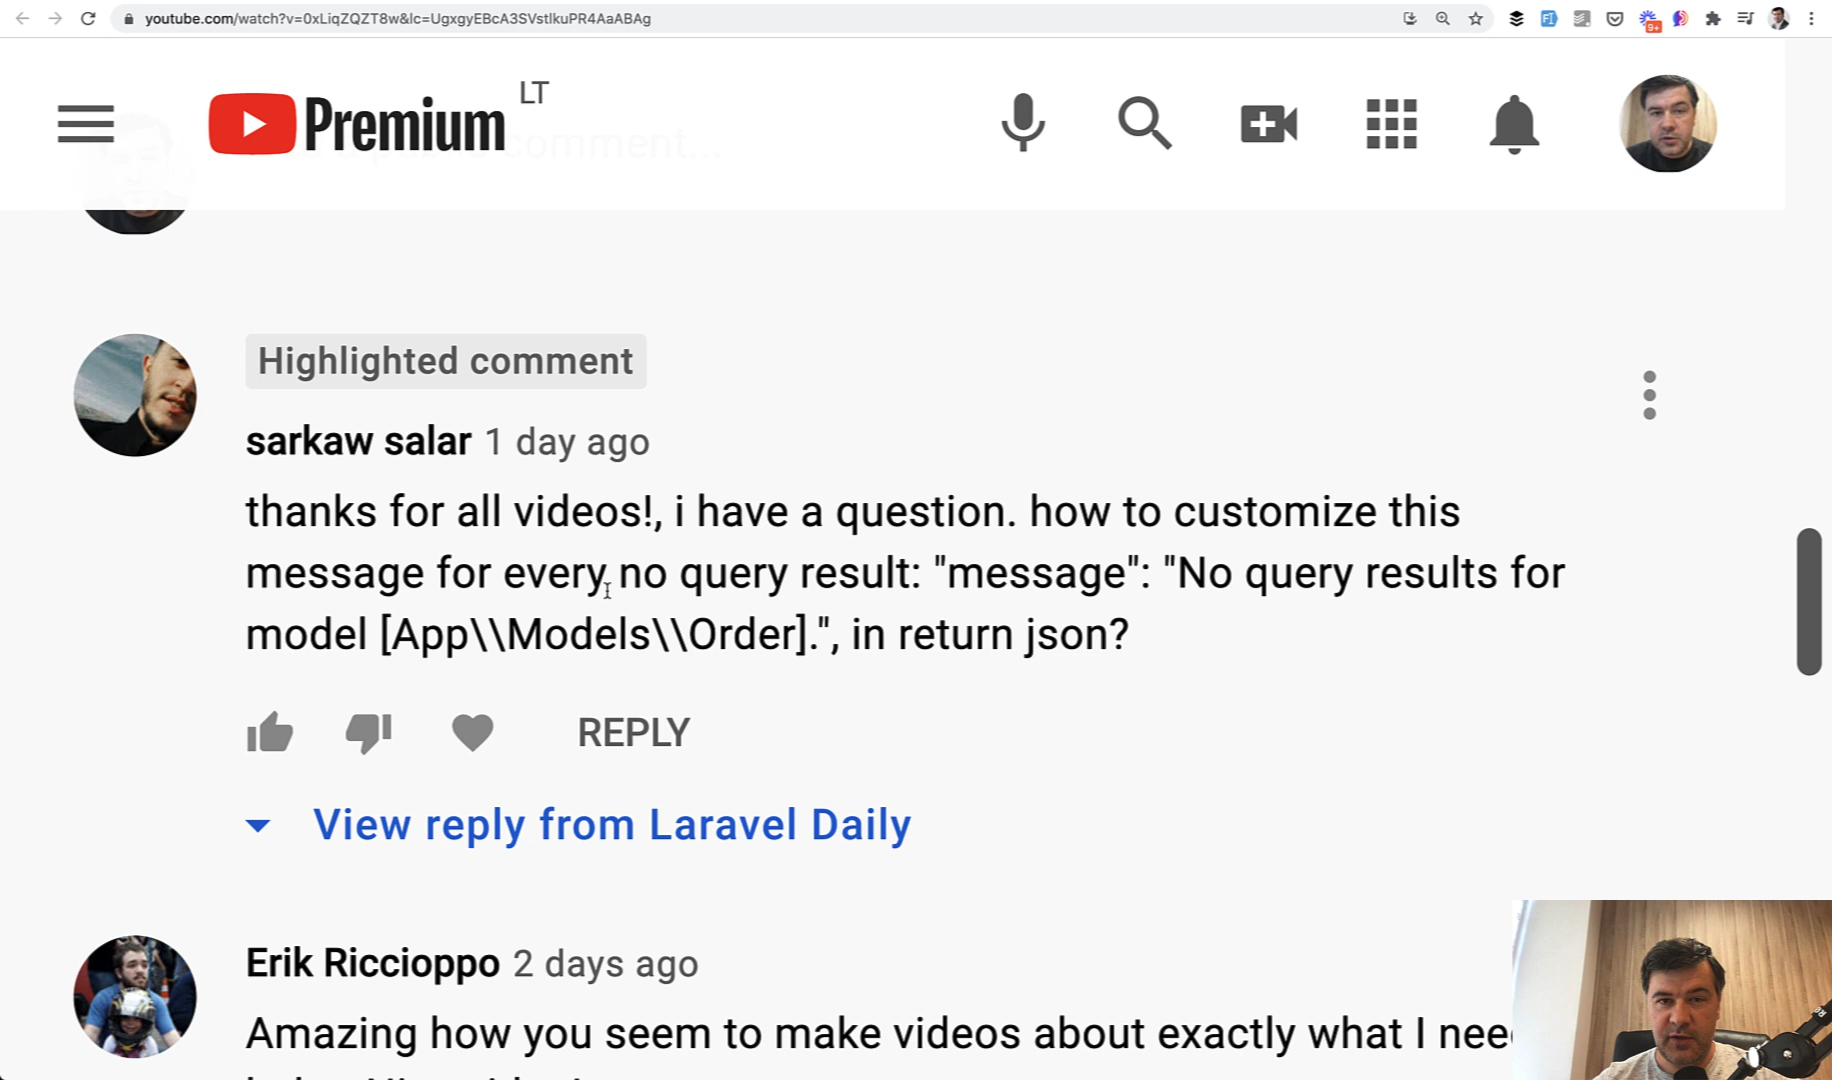 youtube.com/watch?v=0xLiqZQZT8w&lc=UgxgyEBcA3SVstlkuPR4AaABAg
9+
Premium LT
comment...
Highlighted comment
sarkaw salar 1 day ago
thanks for all videos!, i have a question. how to customize this
message for every no query result: "message": "No query results for
model [App\\Models\\Order].", in return json?
REPLY
View reply from Laravel Daily
Erik Riccioppo 2 days ago
Amazing how you seem to make videos about exactly what I need